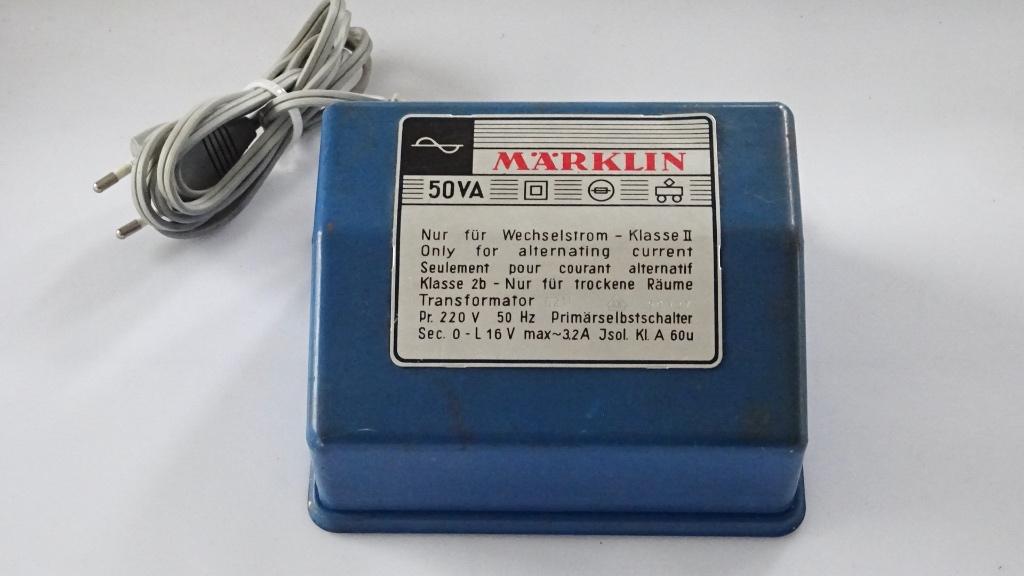 MÄRKLIN
50VA
Nur für Wechselstrom - Klasse II
Only for alternating current
Seulement pour courant alternatif
Klasse 2b - Nur für trockene Räume
Transformator
Pr. 220 V 50 Hz Primärselbstschalter
Sec. 0 - L 16 V max~3.2A Jsol. Kl. A 60u